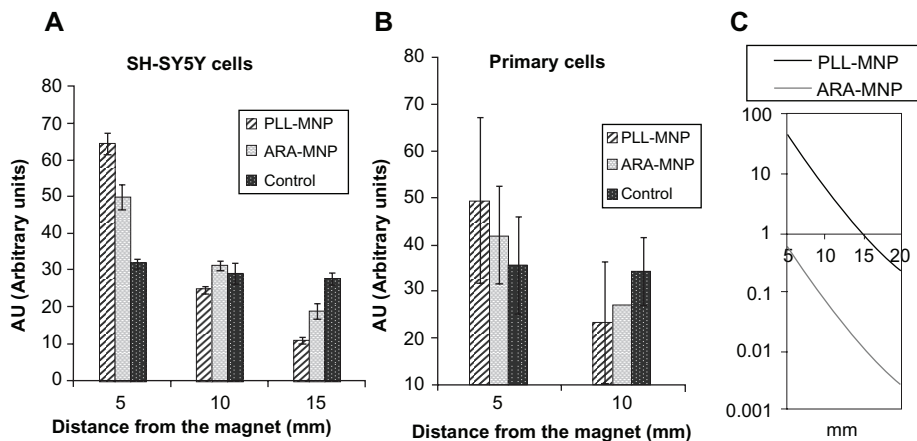 A
SH-SY5Y cells
AU (Arbitrary units)
80
70
60
50
40
30
20
10
0
PLL-MNP
ARA-MNP
Control
5 10 15
Distance from the magnet (mm)
B
Primary cells
AU (Arbitrary units)
80
70
60
50
40
30
20
10
PLL-MNP
ARA-MNP
Control
5 10
Distance from the magnet (mm)
C
PLL-MNP
ARA-MNP
100
10
1
5 10 15 20
0.1
0.01
0.001
mm